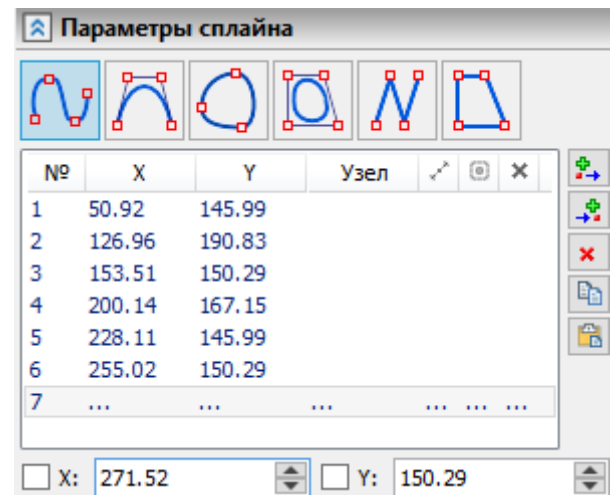 Параметры сплайна
№ X Y Узел
1 50.92 145.99
2 126.96 190.83
3 153.51 150.29
4 200.14 167.15
5 228.11 145.99
6 255.02 150.29
7 ... ... ... ... ... ...
X: 271.52 Y: 150.29